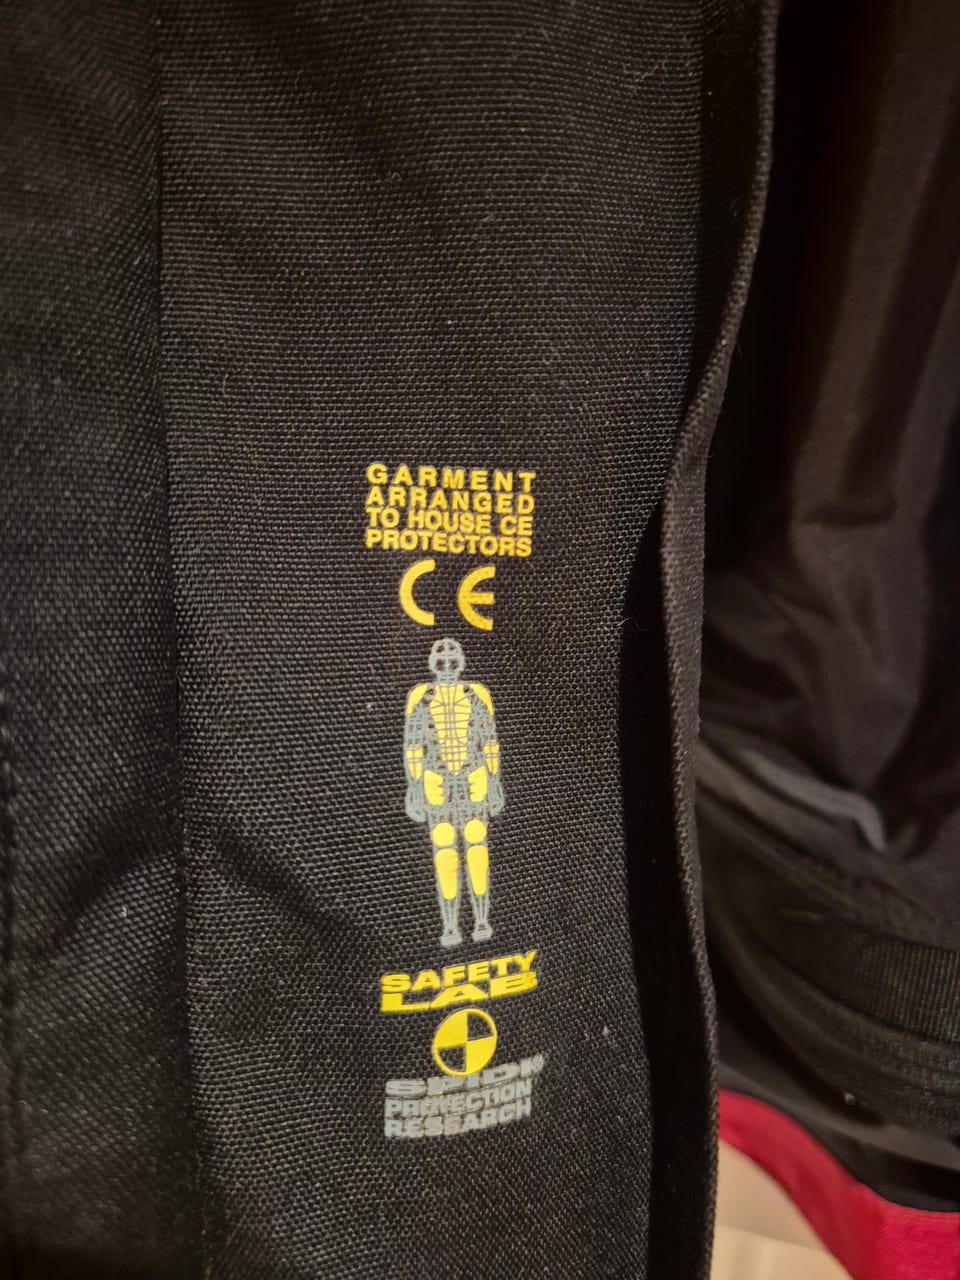 GARMENT
ARRANGED
TO HOUSE CE
PROTECTORS
CE
SAFETY
LAB
SPIDI
PROTECTION
RESEARCH